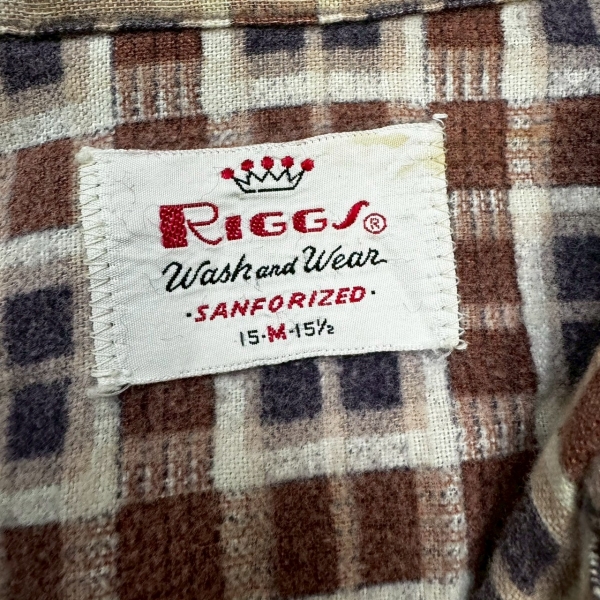 RIGGS®
Wash and Wear
·SANFORIZED·
15-M-15½